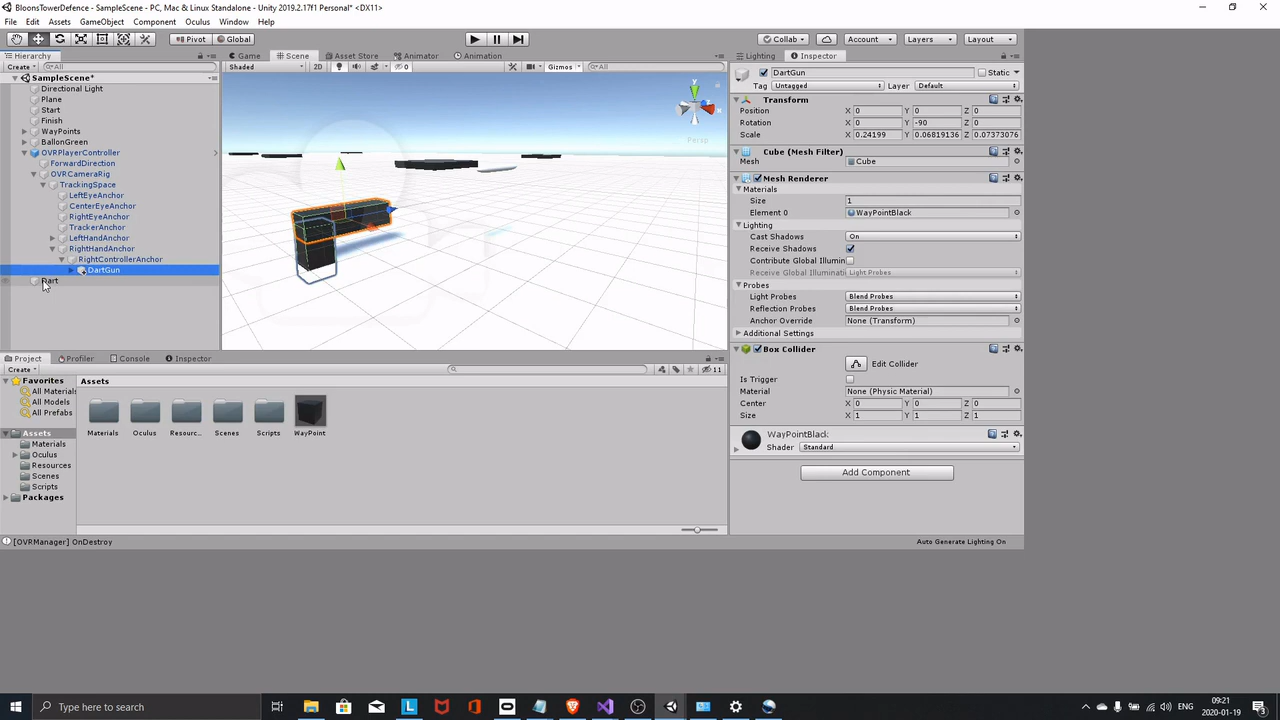 BloonsTowerDefence - SampleScene - PC, Mac & Linux Standalone - Unity 2019.2.17f1 Personal* <DX11>
File Edit Assets GameObject Component Oculus Window Help
Pivot Global Collab Account Layers Layout
Hierarchy
Create All
SampleScene*
Directional Light
Plane
Start
Finish
WayPoints
BallonGreen
OVRPlayerController
ForwardDirection
OVRCameraRig
TrackingSpace
LeftEyeAnchor
CenterEyeAnchor
RightEyeAnchor
TrackerAnchor
LeftHandAnchor
RightHandAnchor
RightControllerAnchor
DartGun
Dart
Game Scene Asset Store Animator Animation
Shaded 2D 0 Gizmos All
y
x
Persp
Lighting Inspector
DartGun Static
Tag Untagged Layer Default
Transform
Position X 0 Y 0 Z 0
Rotation X 0 Y -90 Z 0
Scale X 0.24199 Y 0.06819136 Z 0.07373076
Cube (Mesh Filter)
Mesh Cube
Mesh Renderer
Materials
Size 1
Element 0 WayPointBlack
Lighting
Cast Shadows On
Receive Shadows
Contribute Global Illumin
Receive Global Illuminati Light Probes
Probes
Light Probes Blend Probes
Reflection Probes Blend Probes
Anchor Override None (Transform)
Additional Settings
Box Collider
Edit Collider
Is Trigger
Material None (Physic Material)
Center X 0 Y 0 Z 0
Size X 1 Y 1 Z 1
WayPointBlack
Shader Standard
Add Component
Project Profiler Console Inspector
Create 11
Favorites
All Materials
All Models
All Prefabs
Assets
Materials
Oculus
Resources
Scenes
Scripts
Packages
Assets
Materials Oculus Resourc... Scenes Scripts WayPoint
[OVRManager] OnDestroy
Auto Generate Lighting On
Type here to search
09:21
2020-01-19
3